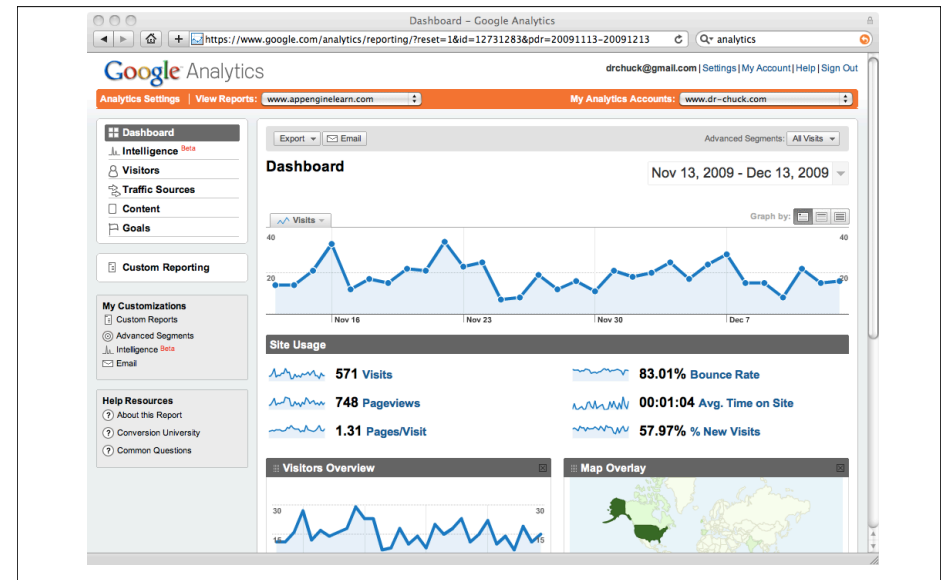 Dashboard – Google Analytics
https://www.google.com/analytics/reporting/?reset=1&id=12731283&pdr=20091113-20091213
analytics
Google Analytics
drchuck@gmail.com | Settings | My Account | Help | Sign Out
Analytics Settings | View Reports: www.appenginelearn.com
My Analytics Accounts: www.dr-chuck.com
Dashboard
Intelligence Beta
Visitors
Traffic Sources
Content
Goals
Custom Reporting
My Customizations
Custom Reports
Advanced Segments
Intelligence Beta
Email
Help Resources
About this Report
Conversion University
Common Questions
Export Email
Advanced Segments: All Visits
Dashboard
Nov 13, 2009 - Dec 13, 2009
Visits
Graph by:
40 40
20 20
Nov 16 Nov 23 Nov 30 Dec 7
Site Usage
571 Visits
83.01% Bounce Rate
748 Pageviews
00:01:04 Avg. Time on Site
1.31 Pages/Visit
57.97% % New Visits
Visitors Overview
30 30
15 15
Map Overlay